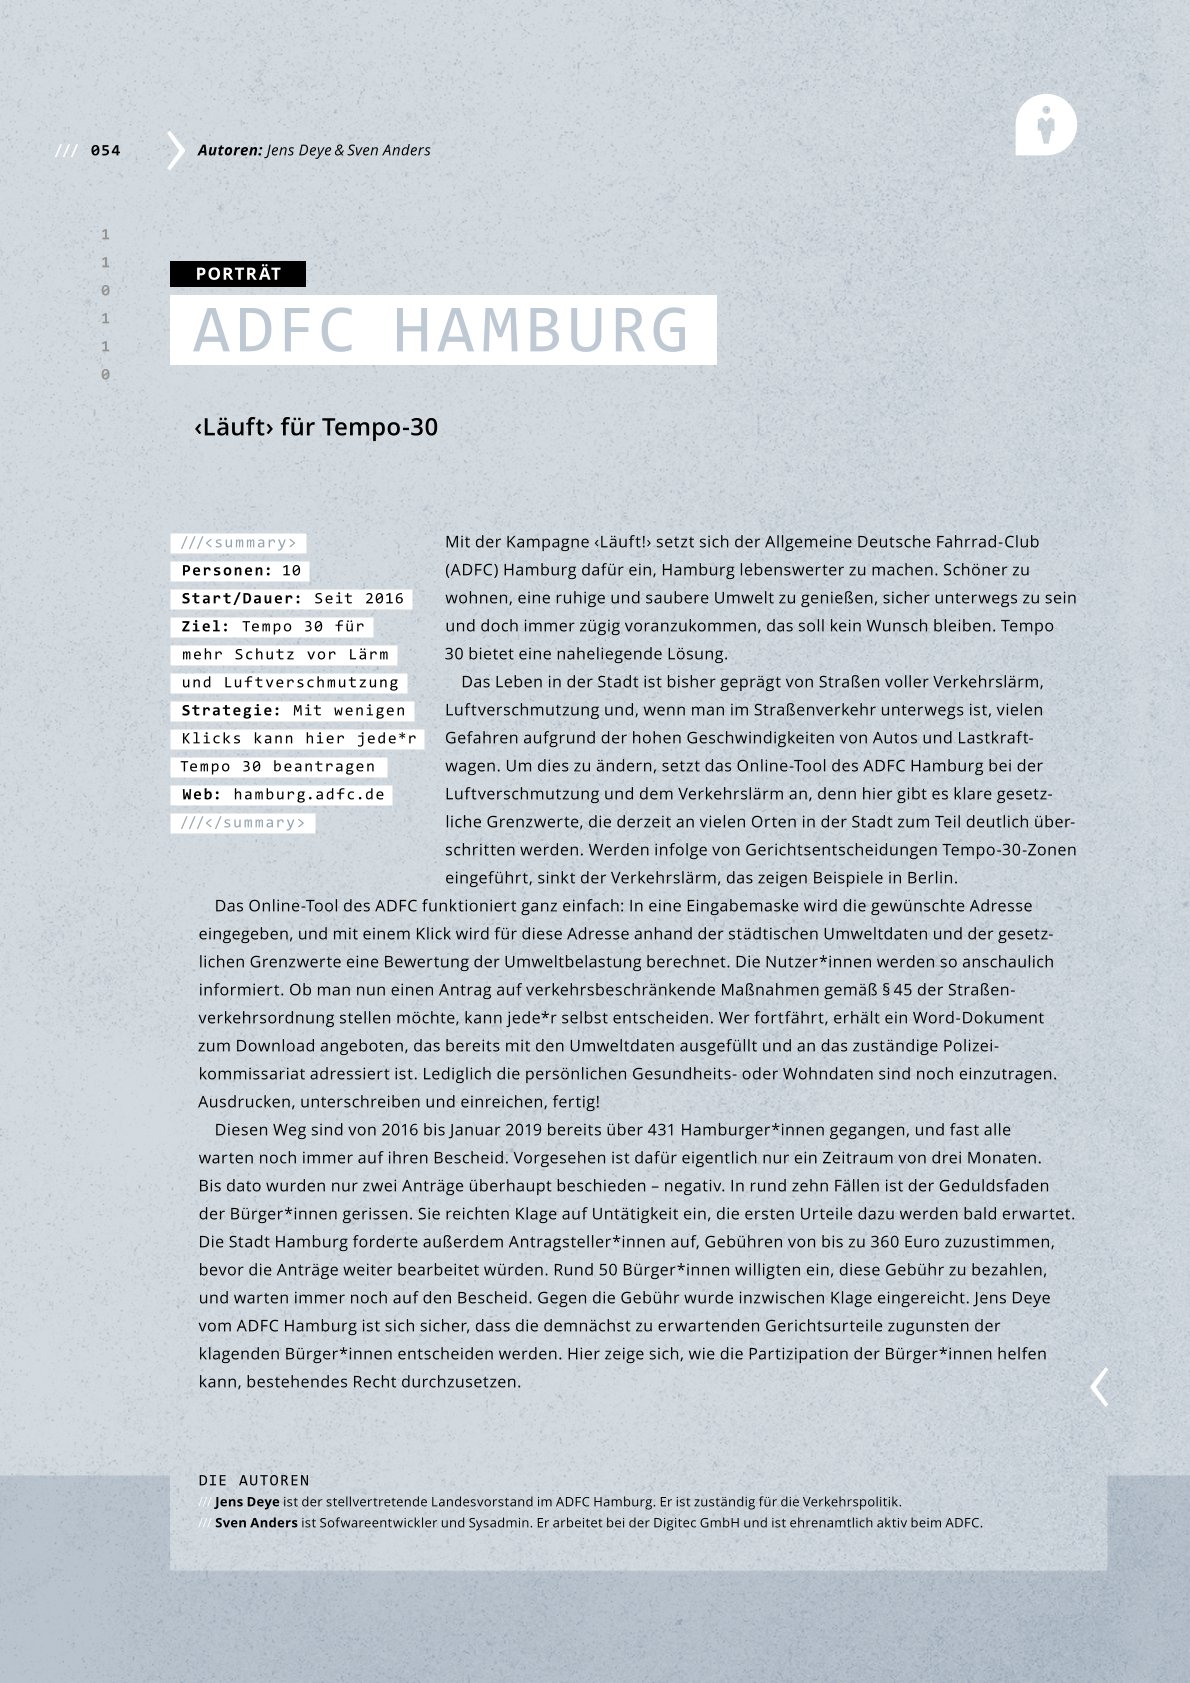 /// 054
Autoren: Jens Deye & Sven Anders
1
1
0
1
1
0
PORTRÄT
ADFC HAMBURG
‹Läuft› für Tempo-30
///<summary>
Personen: 10
Start/Dauer: Seit 2016
Ziel: Tempo 30 für
mehr Schutz vor Lärm
und Luftverschmutzung
Strategie: Mit wenigen
Klicks kann hier jede*r
Tempo 30 beantragen
Web: hamburg.adfc.de
///</summary>
Mit der Kampagne ‹Läuft!› setzt sich der Allgemeine Deutsche Fahrrad-Club
(ADFC) Hamburg dafür ein, Hamburg lebenswerter zu machen. Schöner zu
wohnen, eine ruhige und saubere Umwelt zu genießen, sicher unterwegs zu sein
und doch immer zügig voranzukommen, das soll kein Wunsch bleiben. Tempo
30 bietet eine naheliegende Lösung.
Das Leben in der Stadt ist bisher geprägt von Straßen voller Verkehrslärm,
Luftverschmutzung und, wenn man im Straßenverkehr unterwegs ist, vielen
Gefahren aufgrund der hohen Geschwindigkeiten von Autos und Lastkraft-
wagen. Um dies zu ändern, setzt das Online-Tool des ADFC Hamburg bei der
Luftverschmutzung und dem Verkehrslärm an, denn hier gibt es klare gesetz-
liche Grenzwerte, die derzeit an vielen Orten in der Stadt zum Teil deutlich über-
schritten werden. Werden infolge von Gerichtsentscheidungen Tempo-30-Zonen
eingeführt, sinkt der Verkehrslärm, das zeigen Beispiele in Berlin.
Das Online-Tool des ADFC funktioniert ganz einfach: In eine Eingabemaske wird die gewünschte Adresse
eingegeben, und mit einem Klick wird für diese Adresse anhand der städtischen Umweltdaten und der gesetz-
lichen Grenzwerte eine Bewertung der Umweltbelastung berechnet. Die Nutzer*innen werden so anschaulich
informiert. Ob man nun einen Antrag auf verkehrsbeschränkende Maßnahmen gemäß § 45 der Straßen-
verkehrsordnung stellen möchte, kann jede*r selbst entscheiden. Wer fortfährt, erhält ein Word-Dokument
zum Download angeboten, das bereits mit den Umweltdaten ausgefüllt und an das zuständige Polizei-
kommissariat adressiert ist. Lediglich die persönlichen Gesundheits- oder Wohndaten sind noch einzutragen.
Ausdrucken, unterschreiben und einreichen, fertig!
Diesen Weg sind von 2016 bis Januar 2019 bereits über 431 Hamburger*innen gegangen, und fast alle
warten noch immer auf ihren Bescheid. Vorgesehen ist dafür eigentlich nur ein Zeitraum von drei Monaten.
Bis dato wurden nur zwei Anträge überhaupt beschieden – negativ. In rund zehn Fällen ist der Geduldsfaden
der Bürger*innen gerissen. Sie reichten Klage auf Untätigkeit ein, die ersten Urteile dazu werden bald erwartet.
Die Stadt Hamburg forderte außerdem Antragsteller*innen auf, Gebühren von bis zu 360 Euro zuzustimmen,
bevor die Anträge weiter bearbeitet würden. Rund 50 Bürger*innen willigten ein, diese Gebühr zu bezahlen,
und warten immer noch auf den Bescheid. Gegen die Gebühr wurde inzwischen Klage eingereicht. Jens Deye
vom ADFC Hamburg ist sich sicher, dass die demnächst zu erwartenden Gerichtsurteile zugunsten der
klagenden Bürger*innen entscheiden werden. Hier zeige sich, wie die Partizipation der Bürger*innen helfen
kann, bestehendes Recht durchzusetzen.
DIE AUTOREN
/// Jens Deye ist der stellvertretende Landesvorstand im ADFC Hamburg. Er ist zuständig für die Verkehrspolitik.
/// Sven Anders ist Sofwareentwickler und Sysadmin. Er arbeitet bei der Digitec GmbH und ist ehrenamtlich aktiv beim ADFC.